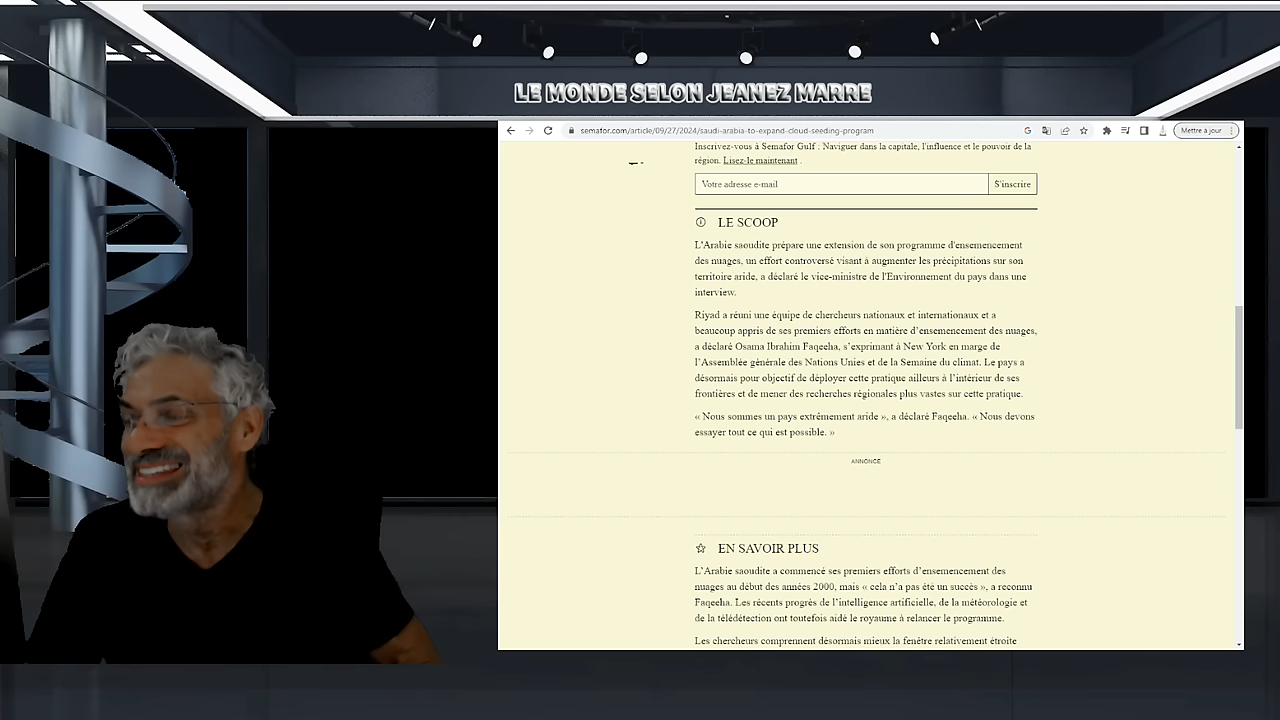 LE MONDE SELON JEANEZ MARRE
semafor.com/article/09/27/2024/saudi-arabia-to-expand-cloud-seeding-program
Mettre à jour
Inscrivez-vous à Semafor Gulf : Naviguer dans la capitale, l'influence et le pouvoir de la
région. Lisez-le maintenant .
Votre adresse e-mail
S'inscrire
LE SCOOP
L'Arabie saoudite prépare une extension de son programme d'ensemencement
des nuages, un effort controversé visant à augmenter les précipitations sur son
territoire aride, a déclaré le vice-ministre de l'Environnement du pays dans une
interview.
Riyad a réuni une équipe de chercheurs nationaux et internationaux et a
beaucoup appris de ses premiers efforts en matière d’ensemencement des nuages,
a déclaré Osama Ibrahim Faqeeha, s’exprimant à New York en marge de
l’Assemblée générale des Nations Unies et de la Semaine du climat. Le pays a
désormais pour objectif de déployer cette pratique ailleurs à l’intérieur de ses
frontières et de mener des recherches régionales plus vastes sur cette pratique.
« Nous sommes un pays extrêmement aride », a déclaré Faqeeha. « Nous devons
essayer tout ce qui est possible. »
ANNONCE
EN SAVOIR PLUS
L’Arabie saoudite a commencé ses premiers efforts d’ensemencement des
nuages au début des années 2000, mais « cela n’a pas été un succès », a reconnu
Faqeeha. Les récents progrès de l’intelligence artificielle, de la météorologie et
de la télédétection ont toutefois aidé le royaume à relancer le programme.
Les chercheurs comprennent désormais mieux la fenêtre relativement étroite